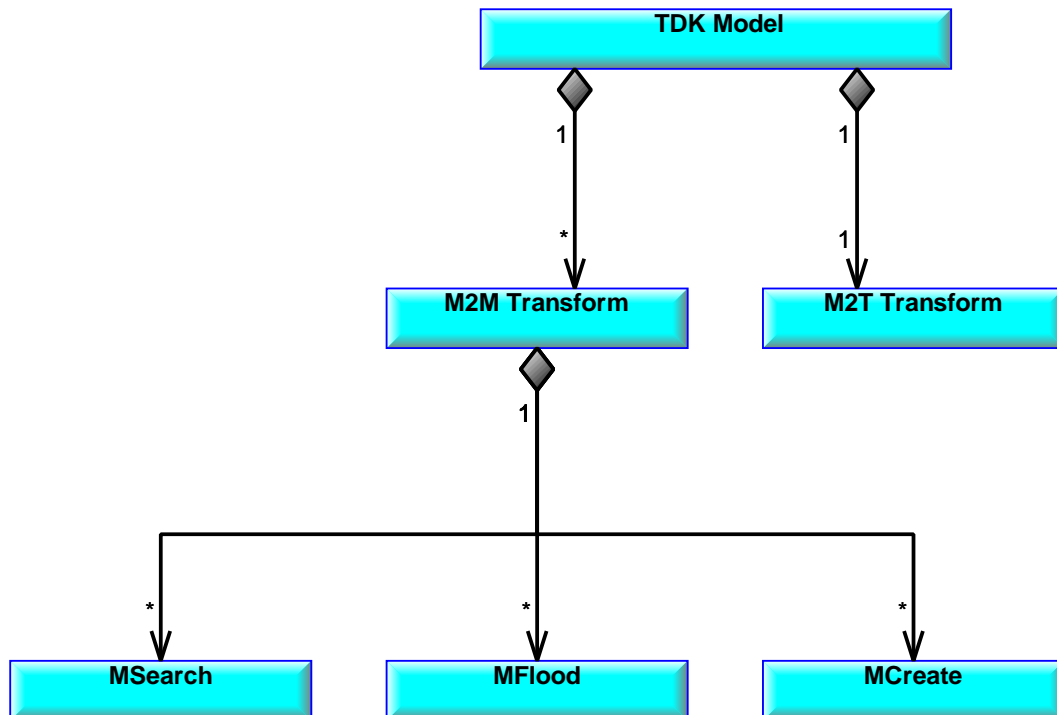 TDK Model
1
1
*
1
M2M Transform
M2T Transform
1
*
*
*
MSearch
MFlood
MCreate